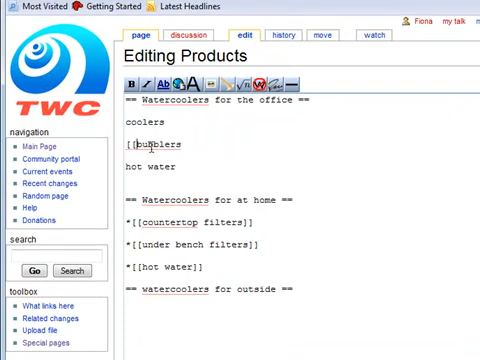 Most Visited Getting Started Latest Headlines
Fiona my talk
page discussion edit history move watch
Editing Products
B I Ab A √n W
== Watercoolers for the office ==
coolers
[[bubblers
hot water
== Watercoolers for at home ==
*[[countertop filters]]
*[[under bench filters]]
*[[hot water]]
== watercoolers for outside ==
TWC
navigation
Main Page
Community portal
Current events
Recent changes
Random page
Help
Donations
search
Go Search
toolbox
What links here
Related changes
Upload file
Special pages